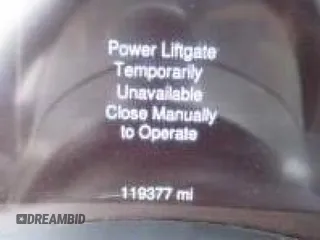 Power Liftgate
Temporarily
Unavailable
Close Manually
to Operate
119377 mi
DREAMBID